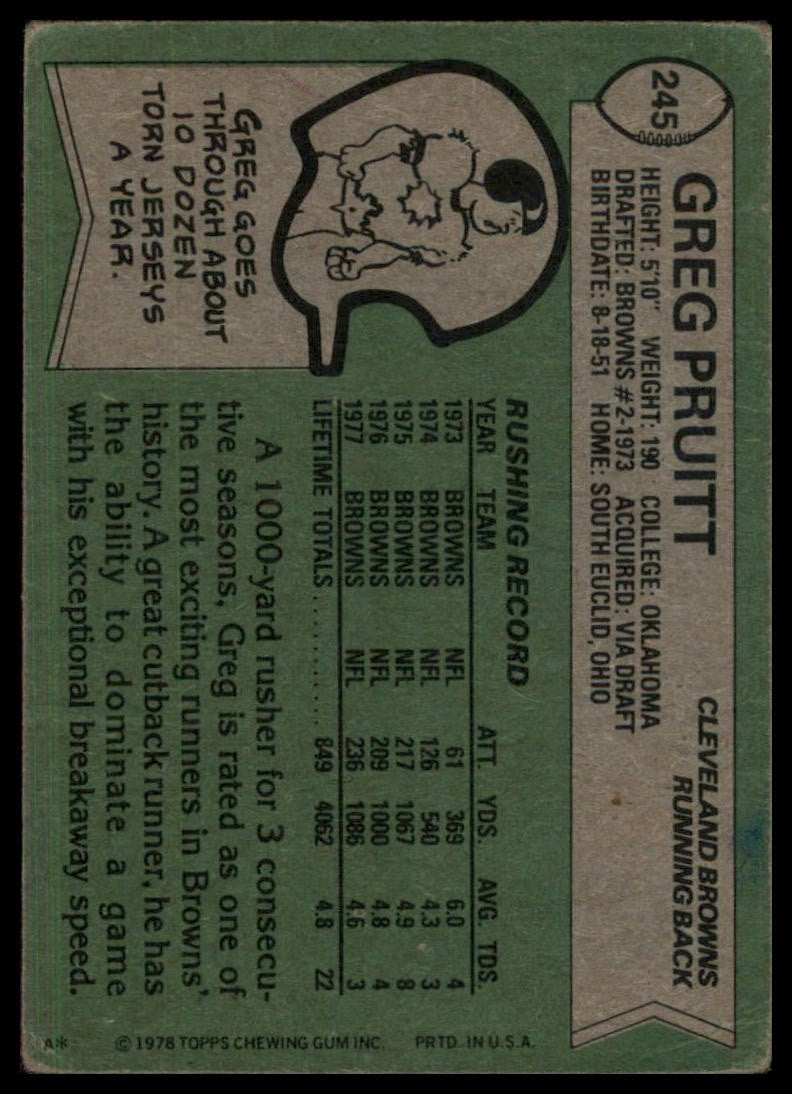 245
GREG PRUITT
CLEVELAND BROWNS
RUNNING BACK
HEIGHT: 5'10" WEIGHT: 190 COLLEGE: OKLAHOMA
DRAFTED: BROWNS #2-1973 ACQUIRED: VIA DRAFT
BIRTHDATE: 8-18-51 HOME: SOUTH EUCLID, OHIO
GREG GOES
THROUGH ABOUT
10 DOZEN
TORN JERSEYS
A YEAR.
RUSHING RECORD
YEAR TEAM ATT. YDS. AVG. TDS.
1973 BROWNS NFL 61 369 6.0 4
1974 BROWNS NFL 126 540 4.3 3
1975 BROWNS NFL 217 1067 4.9 8
1976 BROWNS NFL 209 1000 4.8 4
1977 BROWNS NFL 236 1086 4.6 3
LIFETIME TOTALS .......... 849 4062 4.8 22
A 1000-yard rusher for 3 consecu-
tive seasons, Greg is rated as one of
the most exciting runners in Browns'
history. A great cutback runner, he has
the ability to dominate a game
with his exceptional breakaway speed.
A* © 1978 TOPPS CHEWING GUM INC. PRTD. IN U.S.A.